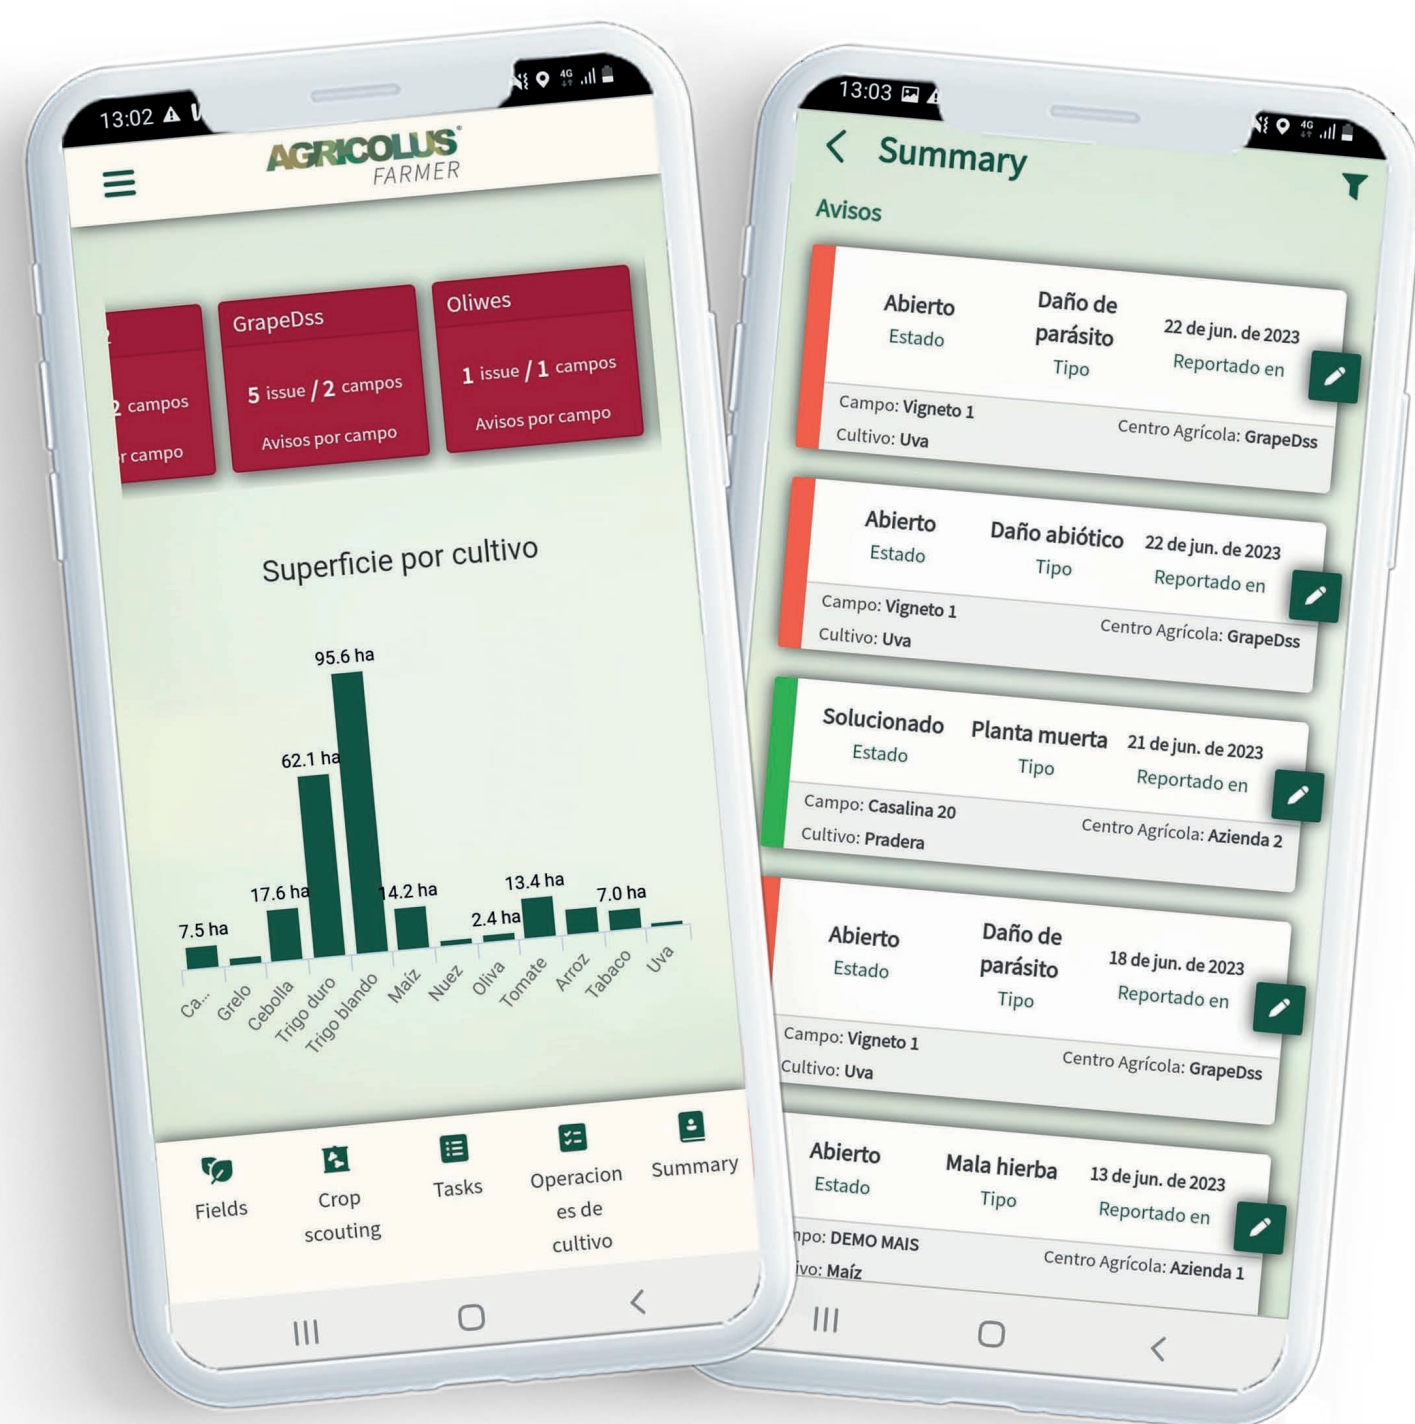 13:02
4G
AGRICOLUS
FARMER
2 campos
r campo
GrapeDss
5 issue / 2 campos
Avisos por campo
Oliwes
1 issue / 1 campos
Avisos por campo
Superficie por cultivo
95.6 ha
62.1 ha
17.6 ha
14.2 ha
13.4 ha
7.0 ha
7.5 ha
2.4 ha
Ca...
Grelo
Cebolla
Trigo duro
Trigo blando
Maíz
Nuez
Oliva
Tomate
Arroz
Tabaco
Uva
Fields
Crop
scouting
Tasks
Operacion
es de
cultivo
Summary
13:03
4G
Summary
Avisos
Abierto
Estado
Daño de
parásito
Tipo
22 de jun. de 2023
Reportado en
Campo: Vigneto 1
Cultivo: Uva
Centro Agrícola: GrapeDss
Abierto
Estado
Daño abiótico
Tipo
22 de jun. de 2023
Reportado en
Campo: Vigneto 1
Cultivo: Uva
Centro Agrícola: GrapeDss
Solucionado
Estado
Planta muerta
Tipo
21 de jun. de 2023
Reportado en
Campo: Casalina 20
Cultivo: Pradera
Centro Agrícola: Azienda 2
Abierto
Estado
Daño de
parásito
Tipo
18 de jun. de 2023
Reportado en
Campo: Vigneto 1
Cultivo: Uva
Centro Agrícola: GrapeDss
Abierto
Estado
Mala hierba
Tipo
13 de jun. de 2023
Reportado en
mpo: DEMO MAIS
ivo: Maíz
Centro Agrícola: Azienda 1